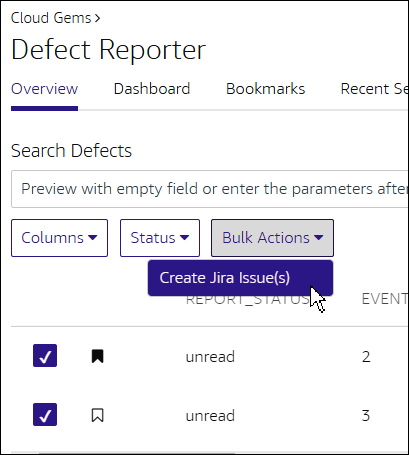 Cloud Gems >
Defect Reporter
Overview Dashboard Bookmarks Recent Se
Search Defects
Preview with empty field or enter the parameters after
Columns Status Bulk Actions
Create Jira Issue(s)
REPORT_STATUS EVENT
unread 2
unread 3